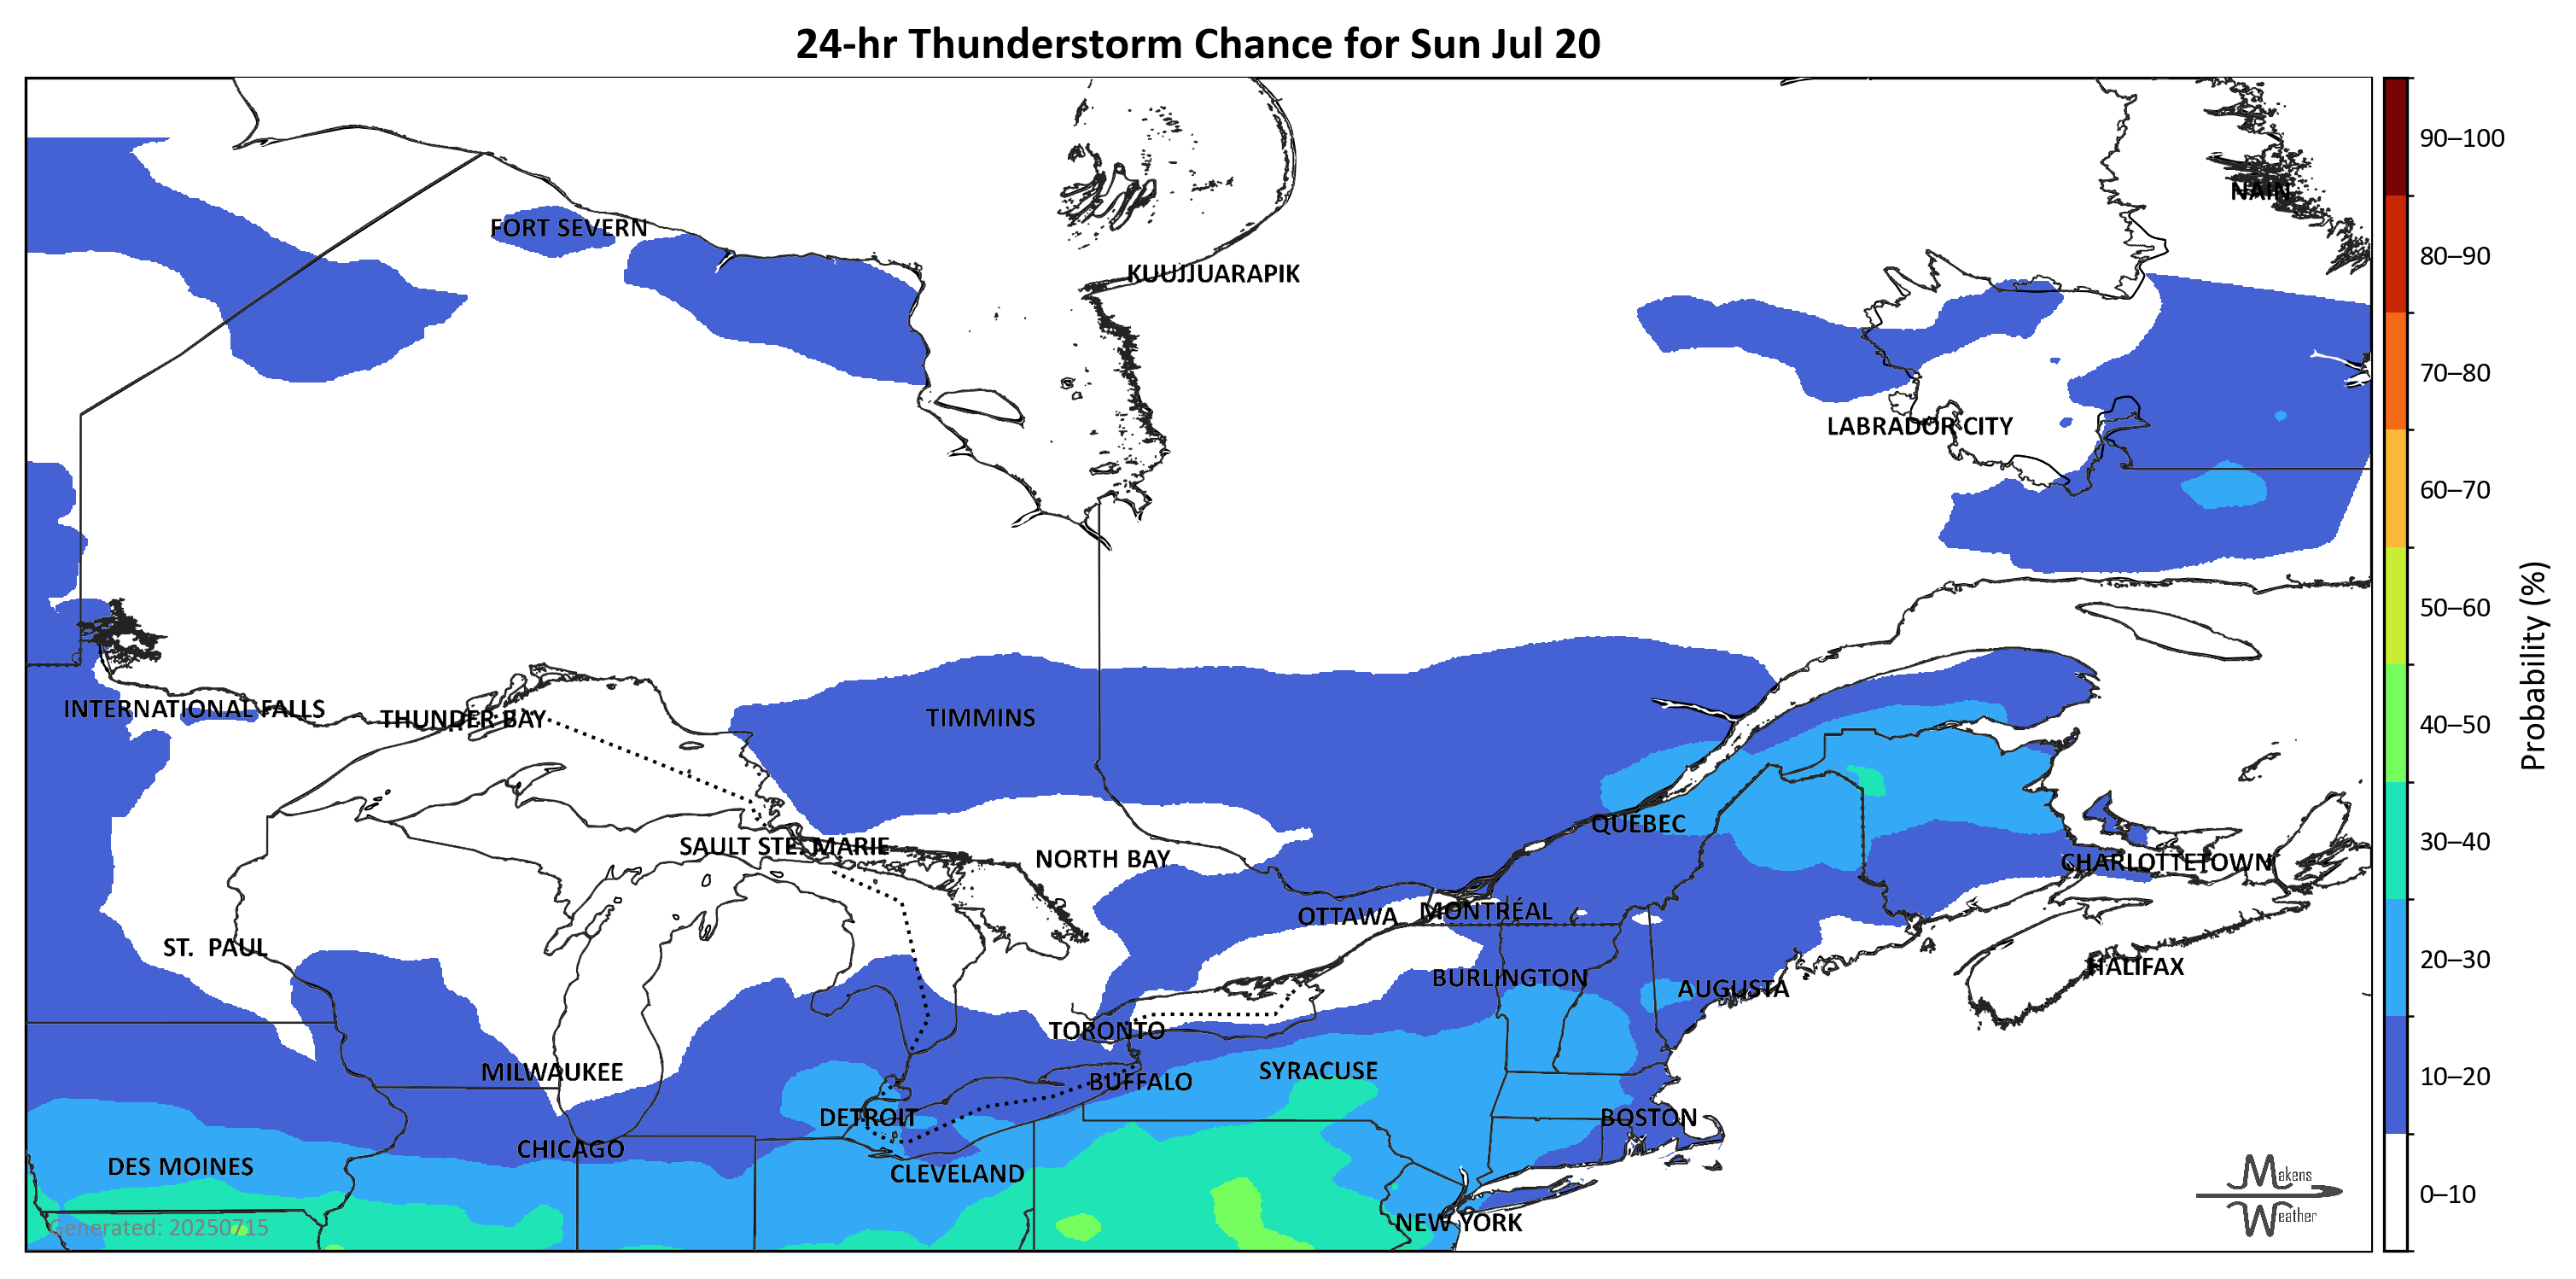 24-hr Thunderstorm Chance for Sun Jul 20
90–100
NAIN
FORT SEVERN
80–90
KUUJJUARAPIK
70–80
LABRADOR CITY
60–70
50–60
INTERNATIONAL FALLS
THUNDER BAY
TIMMINS
40–50
Probability (%)
QUEBEC
SAULT STE. MARIE
NORTH BAY
30–40
CHARLOTTETOWN
OTTAWA
MONTRÉAL
ST. PAUL
20–30
HALIFAX
BURLINGTON
AUGUSTA
TORONTO
MILWAUKEE
SYRACUSE
BUFFALO
10–20
DETROIT
BOSTON
CHICAGO
DES MOINES
CLEVELAND
Makens
Weather
0–10
NEW YORK
Generated: 20250715